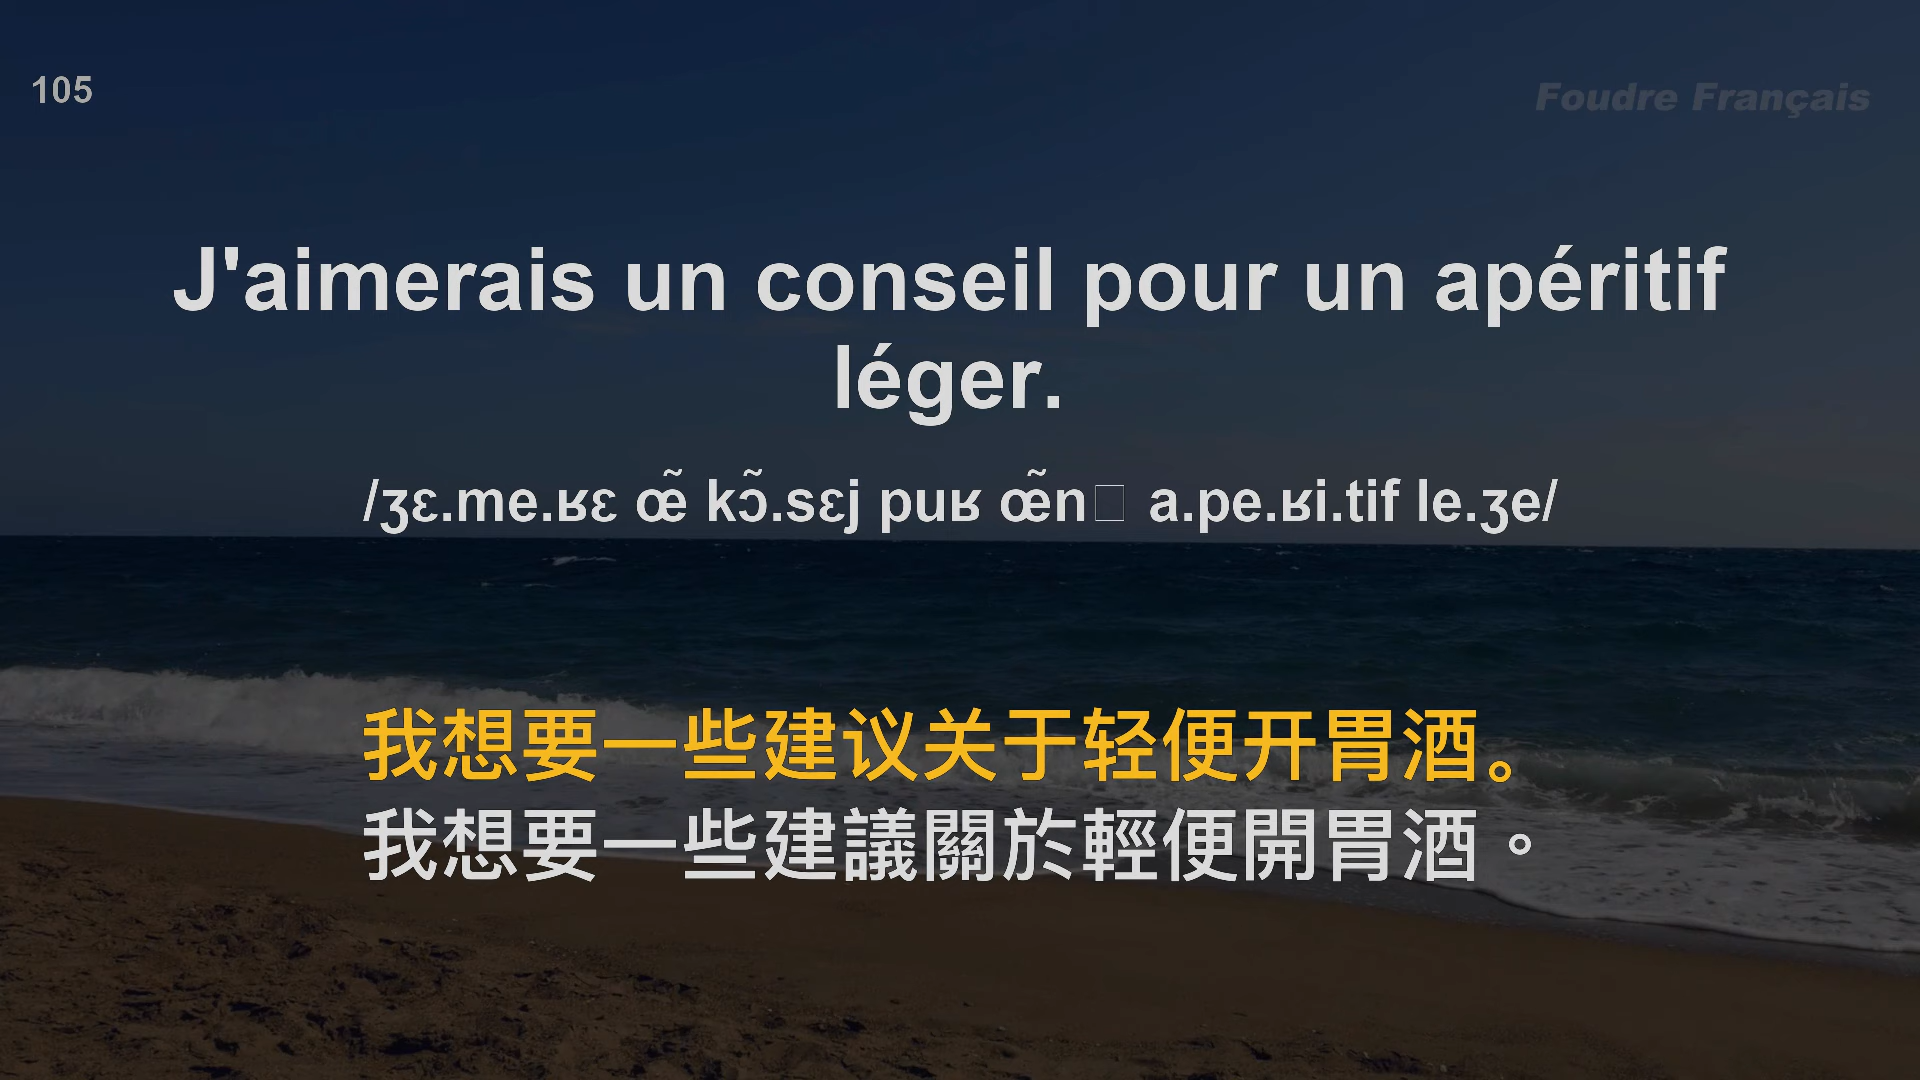 105
Foudre Français
J'aimerais un conseil pour un apéritif
léger.
/ʒɛ.me.ʁɛ œ̃ kɔ̃.sɛj puʁ œ̃n□ a.pe.ʁi.tif le.ʒe/
我想要一些建议关于轻便开胃酒。
我想要一些建議關於輕便開胃酒。